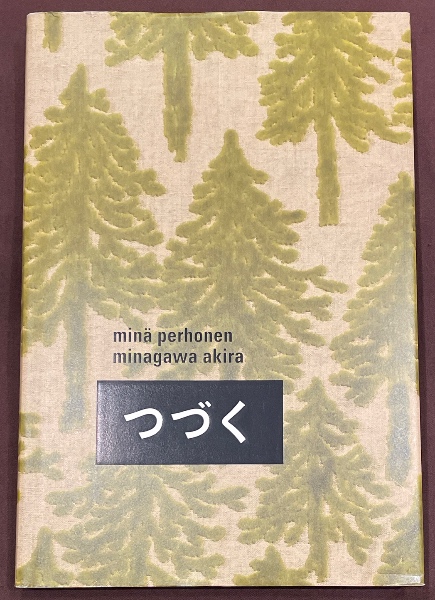 minä perhonen
minagawa akira
つづく